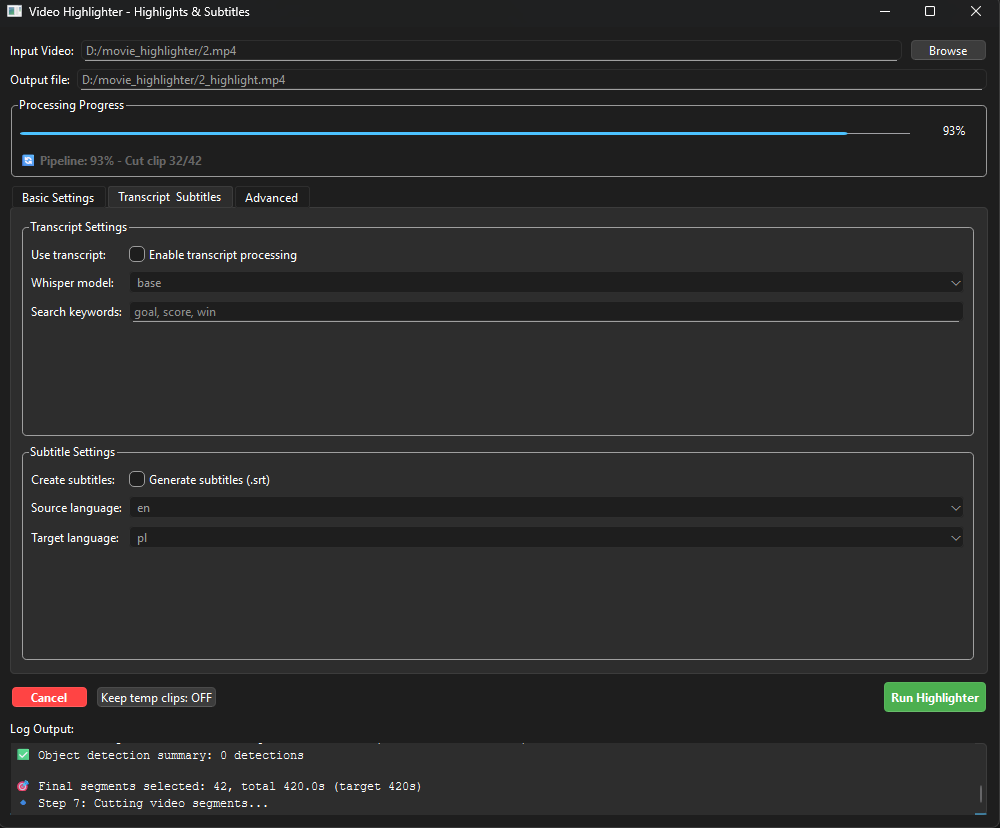 Video Highlighter - Highlights & Subtitles
Input Video: D:/movie_highlighter/2.mp4 Browse
Output file: D:/movie_highlighter/2_highlight.mp4
Processing Progress
93%
Pipeline: 93% - Cut clip 32/42
Basic Settings Transcript Subtitles Advanced
Transcript Settings
Use transcript: Enable transcript processing
Whisper model: base
Search keywords: goal, score, win
Subtitle Settings
Create subtitles: Generate subtitles (.srt)
Source language: en
Target language: pl
Cancel Keep temp clips: OFF Run Highlighter
Log Output:
Object detection summary: 0 detections
Final segments selected: 42, total 420.0s (target 420s)
Step 7: Cutting video segments...